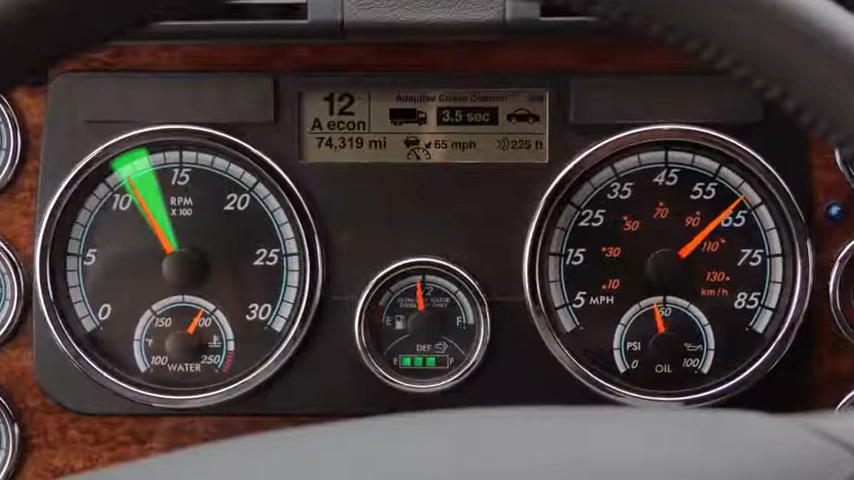 12
A econ
74,319 mi
Adaptive Cruise Control
3.5 sec
65 mph
225 ft
0
5
10
15
20
25
30
RPM
X 100
100
150
200
250
WATER
1/2
E
F
DEF
E
F
5
15
25
35
45
55
65
75
85
MPH
10
30
50
70
90
110
130
km/h
PSI
0
50
100
OIL